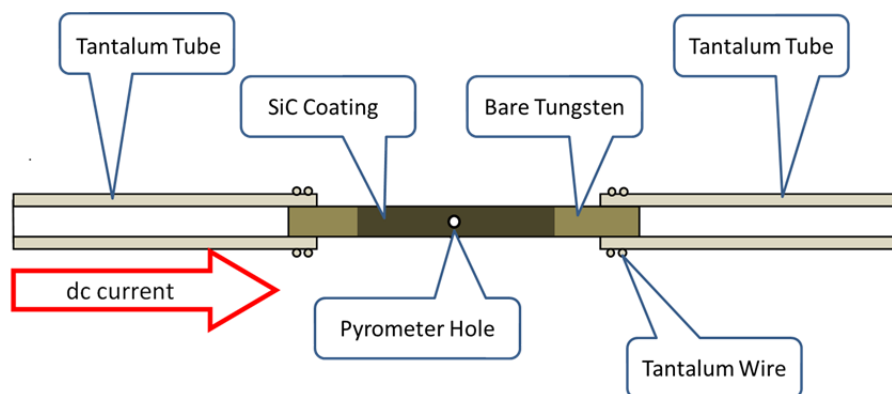 Tantalum Tube
Tantalum Tube
SiC Coating
Bare Tungsten
dc current
Pyrometer Hole
Tantalum Wire